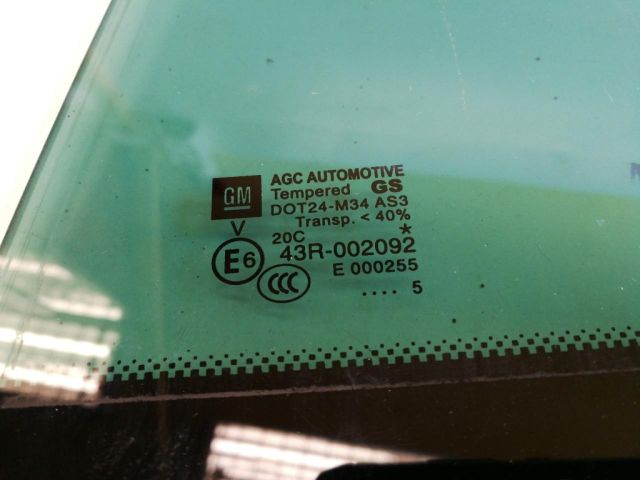 AGC AUTOMOTIVE
GM
Tempered GS
DOT24-M34 AS3
Transp. < 40%
V
20C *
E6
43R-002092
CCC
E 000255
.... 5